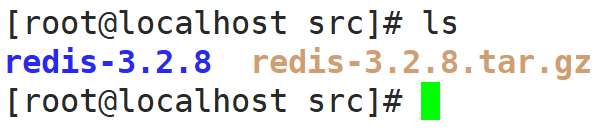 [root@localhost src]# ls
redis-3.2.8  redis-3.2.8.tar.gz
[root@localhost src]#